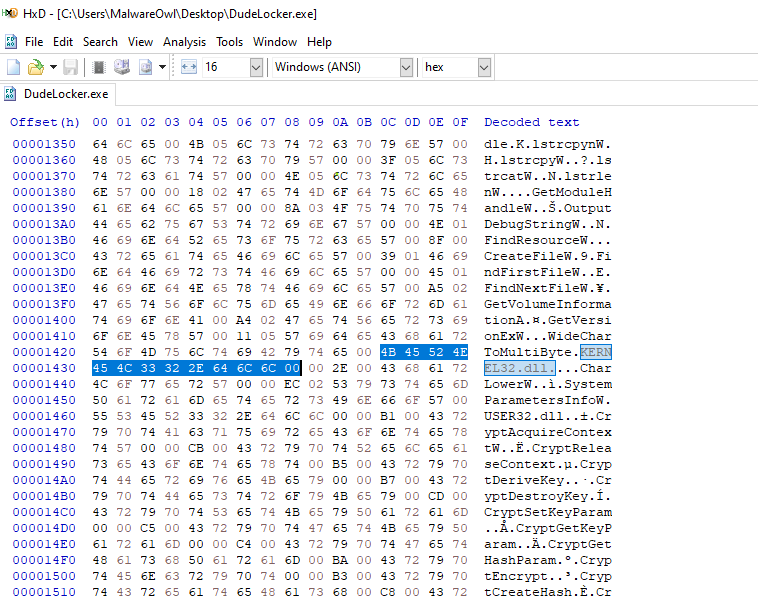 HxD - [C:\Users\MalwareOwl\Desktop\DudeLocker.exe]
File Edit Search View Analysis Tools Window Help
16 Windows (ANSI) hex
DudeLocker.exe
Offset(h) 00 01 02 03 04 05 06 07 08 09 0A 0B 0C 0D 0E 0F Decoded text
00001350 64 6C 65 00 4B 05 6C 73 74 72 63 70 79 6E 57 00 dle.K.lstrcpynW.
00001360 48 05 6C 73 74 72 63 70 79 57 00 00 3F 05 6C 73 H.lstrcpyW..?.ls
00001370 74 72 63 61 74 57 00 00 4E 05 6C 73 74 72 6C 65 trcatW..N.lstrle
00001380 6E 57 00 00 18 02 47 65 74 4D 6F 64 75 6C 65 48 nW....GetModuleH
00001390 61 6E 64 6C 65 57 00 00 8A 03 4F 75 74 70 75 74 andleW..Š.Output
000013A0 44 65 62 75 67 53 74 72 69 6E 67 57 00 00 4E 01 DebugStringW..N.
000013B0 46 69 6E 64 52 65 73 6F 75 72 63 65 57 00 8F 00 FindResourceW...
000013C0 43 72 65 61 74 65 46 69 6C 65 57 00 39 01 46 69 CreateFileW.9.Fi
000013D0 6E 64 46 69 72 73 74 46 69 6C 65 57 00 00 45 01 ndFirstFileW..E.
000013E0 46 69 6E 64 4E 65 78 74 46 69 6C 65 57 00 A5 02 FindNextFileW.¥.
000013F0 47 65 74 56 6F 6C 75 6D 65 49 6E 66 6F 72 6D 61 GetVolumeInforma
00001400 74 69 6F 6E 41 00 A4 02 47 65 74 56 65 72 73 69 tionA.¤.GetVersi
00001410 6F 6E 45 78 57 00 11 05 57 69 64 65 43 68 61 72 onExW...WideChar
00001420 54 6F 4D 75 6C 74 69 42 79 74 65 00 4B 45 52 4E ToMultiByte.KERN
00001430 45 4C 33 32 2E 64 6C 6C 00 00 2E 00 43 68 61 72 EL32.dll....Char
00001440 4C 6F 77 65 72 57 00 00 EC 02 53 79 73 74 65 6D LowerW..ì.System
00001450 50 61 72 61 6D 65 74 65 72 73 49 6E 66 6F 57 00 ParametersInfoW.
00001460 55 53 45 52 33 32 2E 64 6C 6C 00 00 B1 00 43 72 USER32.dll..±.Cr
00001470 79 70 74 41 63 71 75 69 72 65 43 6F 6E 74 65 78 yptAcquireContex
00001480 74 57 00 00 CB 00 43 72 79 70 74 52 65 6C 65 61 tW..Ë.CryptRelea
00001490 73 65 43 6F 6E 74 65 78 74 00 B5 00 43 72 79 70 seContext.µ.Cryp
000014A0 74 44 65 72 69 76 65 4B 65 79 00 00 B7 00 43 72 tDeriveKey..·.Cr
000014B0 79 70 74 44 65 73 74 72 6F 79 4B 65 79 00 CD 00 yptDestroyKey.Í.
000014C0 43 72 79 70 74 53 65 74 4B 65 79 50 61 72 61 6D CryptSetKeyParam
000014D0 00 00 C5 00 43 72 79 70 74 47 65 74 4B 65 79 50 ..Å.CryptGetKeyP
000014E0 61 72 61 6D 00 00 C4 00 43 72 79 70 74 47 65 74 aram..Ä.CryptGet
000014F0 48 61 73 68 50 61 72 61 6D 00 BA 00 43 72 79 70 HashParam.º.Cryp
00001500 74 45 6E 63 72 79 70 74 00 00 B3 00 43 72 79 70 tEncrypt..³.Cryp
00001510 74 43 72 65 61 74 65 48 61 73 68 00 C8 00 43 72 tCreateHash.È.Cr